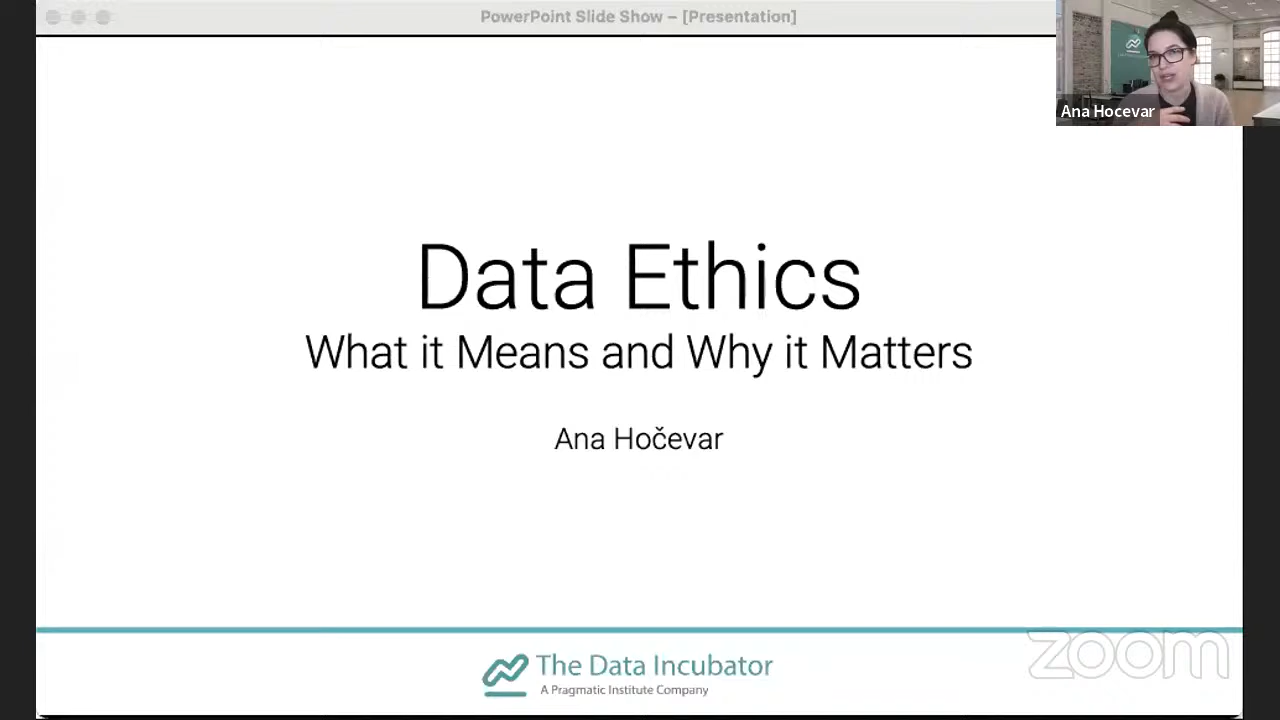 PowerPoint Slide Show – [Presentation]
Ana Hocevar
Data Ethics
What it Means and Why it Matters
Ana Hočevar
The Data Incubator
A Pragmatic Institute Company
zoom